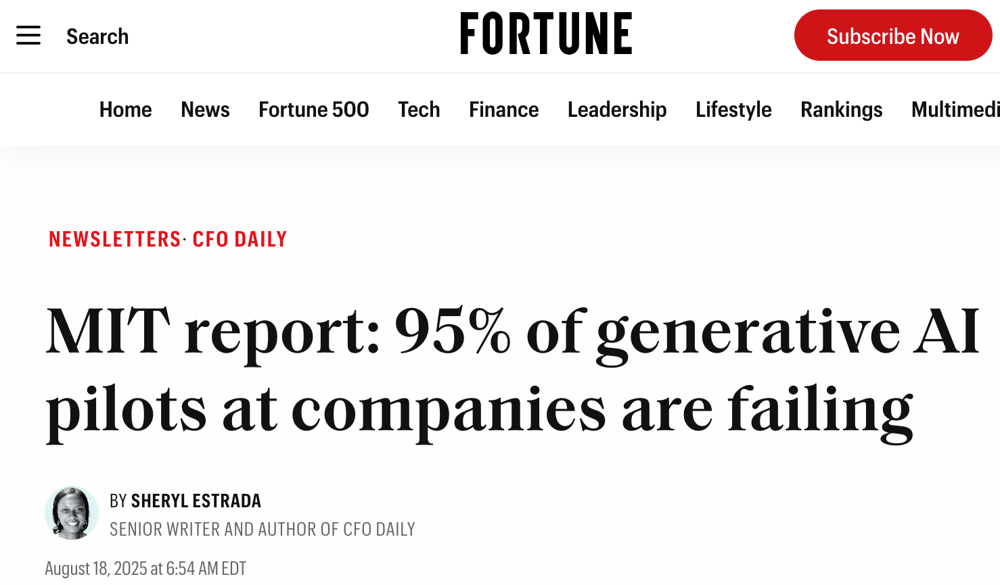 Search
FORTUNE
Subscribe Now
Home News Fortune 500 Tech Finance Leadership Lifestyle Rankings Multimedi
NEWSLETTERS· CFO DAILY
MIT report: 95% of generative AI
pilots at companies are failing
BY SHERYL ESTRADA
SENIOR WRITER AND AUTHOR OF CFO DAILY
August 18, 2025 at 6:54 AM EDT